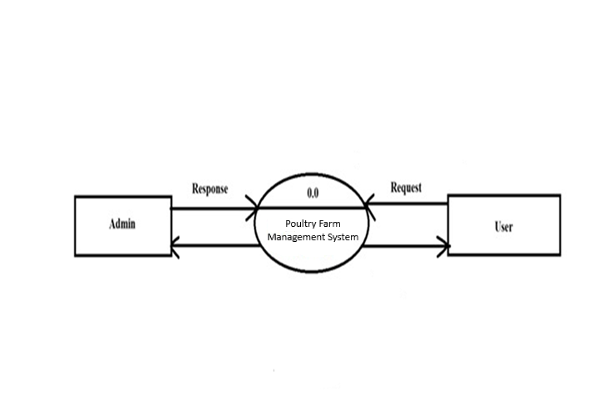 Response
0.0
Request
Admin
Poultry Farm
Management System
User